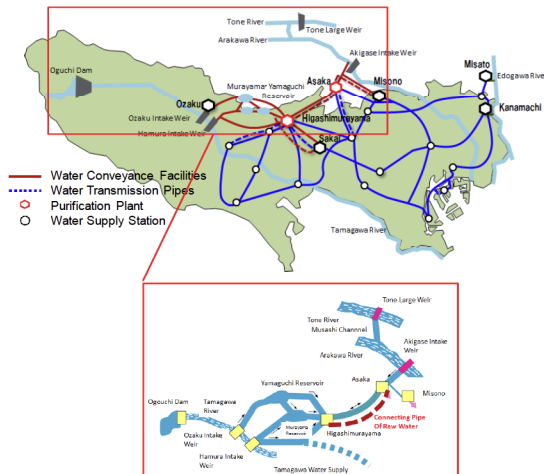 Tone River
Tone Large Weir
Arakawa River
Akigase Intake Weir
Oguchi Dam
Asaka
Misato
Edogawa River
Murayama·Yamaguchi
Reservoir
Misono
Ozaku
Kanamachi
Ozaku Intake Weir
Higashimurayama
Hamura Intake Weir
Sakai
Water Conveyance Facilities
Water Transmission Pipes
Purification Plant
Water Supply Station
Tamagawa River
Tone Large Weir
Tone River
Musashi Channnel
Arakawa River
Akigase Intake
Weir
Asaka
Yamaguchi Reservoir
Misono
Ogouchi Dam
Tamagawa
River
Connecting Pipe
Of Raw Water
Murayama
Reservoir
Ozaku Intake
Weir
Higashimurayama
Hamura Intake
Weir
Tamagawa Water Supply